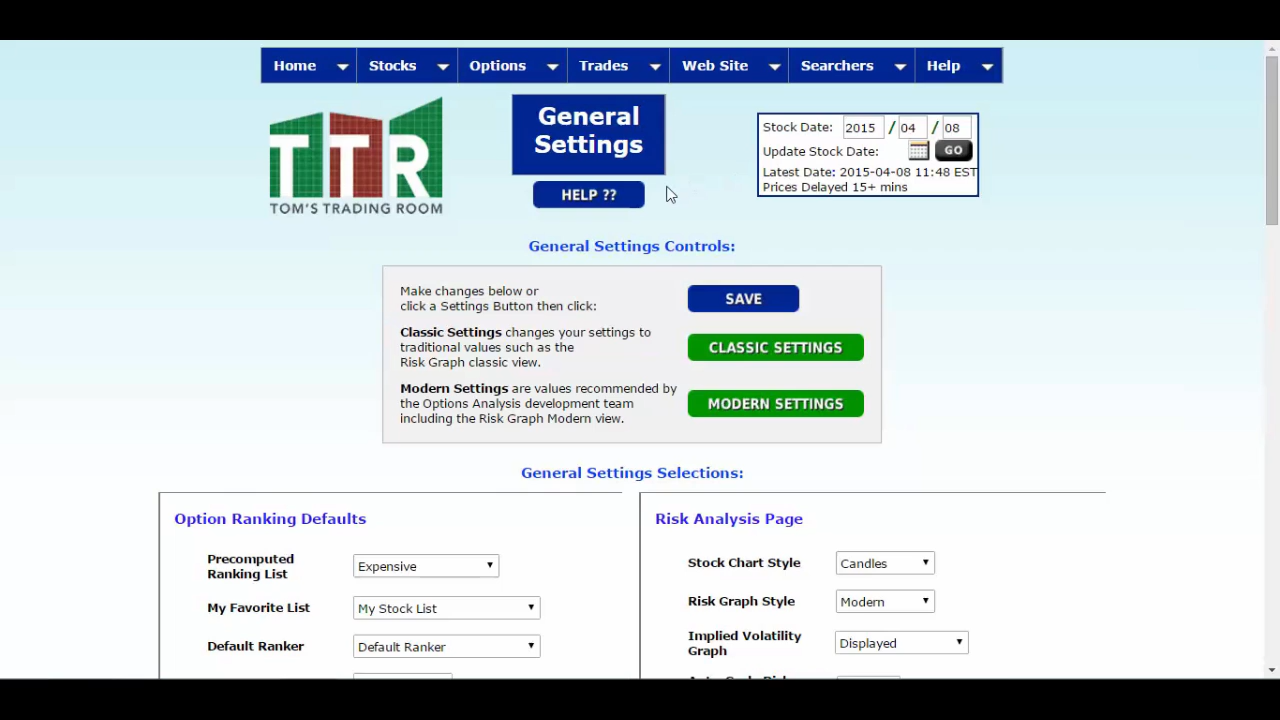 Home Stocks Options Trades Web Site Searchers Help
TTR
TOM'S TRADING ROOM
General
Settings
HELP ??
Stock Date: 2015 / 04 / 08
Update Stock Date: GO
Latest Date: 2015-04-08 11:48 EST
Prices Delayed 15+ mins
General Settings Controls:
Make changes below or
click a Settings Button then click:
SAVE
Classic Settings changes your settings to
traditional values such as the
Risk Graph classic view.
CLASSIC SETTINGS
Modern Settings are values recommended by
the Options Analysis development team
including the Risk Graph Modern view.
MODERN SETTINGS
General Settings Selections:
Option Ranking Defaults
Precomputed
Ranking List
Expensive
My Favorite List My Stock List
Default Ranker Default Ranker
Risk Analysis Page
Stock Chart Style Candles
Risk Graph Style Modern
Implied Volatility
Graph
Displayed